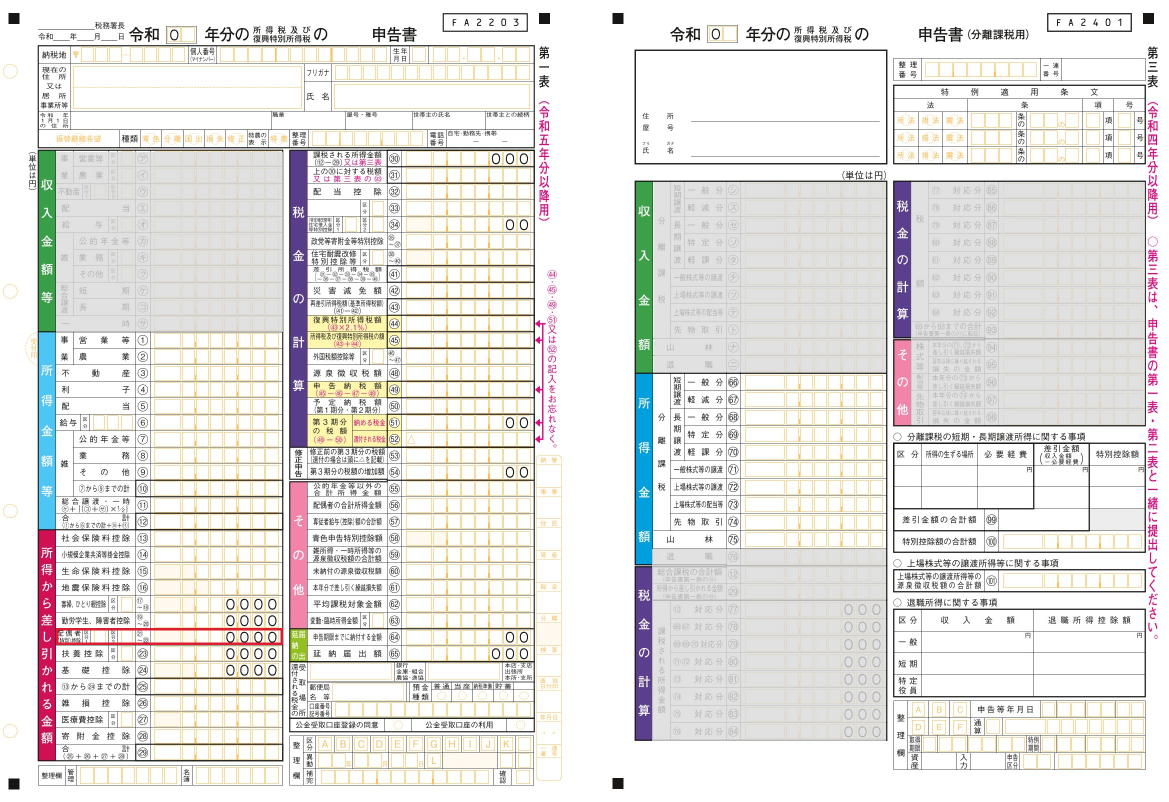 税務署長
令和__年__月__日
令和 0 年分の 所得税及び復興特別所得税 の 申告書
FA2203
納税地
個人番号
(マイナンバー)
生年月日
現在の住所又は居所事業所等
フリガナ
氏名
職業
屋号・雅号
世帯主の氏名
世帯主との続柄
種類
特農の表示
整理番号
電話番号
自宅・勤務先・携帯
第一表
(令和五年分以降用)
(単位は円)
収入金額等
事 営業等 区分 ㋐
業 農業 区分 ㋑
不動産 ㋒
配当 ㋓
給与 区分 ㋔
雑
公的年金等 ㋕
業務 区分 ㋖
その他 区分 ㋗
総合譲渡
短期 ㋘
長期 ㋙
一時 ㋚
所得金額等
事業
営業等 ①
農業 ②
不動産 ③
利子 ④
配当 ⑤
給与 区分 ⑥
雑
公的年金等 ⑦
業務 ⑧
その他 ⑨
⑦から⑨までの計 ⑩
総合譲渡・一時 ⑪
合計 ⑫
所得から差し引かれる金額
社会保険料控除 ⑬
小規模企業共済等掛金控除 ⑭
生命保険料控除 ⑮
地震保険料控除 ⑯
寡婦、ひとり親控除 区分 ⑰~⑱ 0000
勤労学生、障害者控除 ⑲~⑳ 0000
配偶者(特別)控除 区分1 区分2 ㉑~㉒ 0000
扶養控除 区分 ㉓ 0000
基礎控除 ㉔ 0000
⑬から㉔までの計 ㉕
雑損控除 ㉖
医療費控除 区分 ㉗
寄附金控除 ㉘
合計 (㉕+㉖+㉗+㉘) ㉙
整理欄
管理
名簿
税金の計算
課税される所得金額 (⑫-㉙)又は第三表 ㉚ 000
上の㉚に対する税額 又は第三表の㉝ ㉛
配当控除 ㉜
区分 ㉝
区分1 区分2 ㉞ 00
政党等寄附金等特別控除 ㉟~㊲
住宅耐震改修特別控除等 区分 ㊳~㊵
差引所得税額 ㊶
災害減免額 ㊷
再差引所得税額(基準所得税額) (㊶-㊷) ㊸
復興特別所得税額 (㊸×2.1%) ㊹
所得税及び復興特別所得税の額 (㊸+㊹) ㊺
外国税額控除等 区分 ㊻~㊼
源泉徴収税額 ㊽
申告納税額 (㊺-㊻-㊼-㊽) ㊾
予定納税額 (第1期分・第2期分) ㊿
第3期分の税額 (㊾-㊿)
納める税金 51 00
還付される税金 52 △
修正申告
修正前の第3期分の税額 (還付の場合は頭に△を記載) 53
第3期分の税額の増加額 54 00
その他
公的年金等以外の合計所得金額 55
配偶者の合計所得金額 56
専従者給与(控除)額の合計額 57
青色申告特別控除額 58
雑所得・一時所得等の源泉徴収税額の合計額 59
未納付の源泉徴収税額 60
本年分で差し引く繰越損失額 61
平均課税対象金額 62
変動・臨時所得金額 区分 63
延納の届出
申告期限までに納付する金額 64 00
延納届出額 65 000
還付される税金の受取場所
銀行 金庫・組合 農協・漁協
本店・支店 出張所 本所・支所
郵便局名等
預金種類 普通 当座 納税準備 貯蓄
口座番号 記号番号
公金受取口座登録の同意
公金受取口座の利用
整理欄
区分 A B C D E F G H I J K
異動
L
補完
確認
㊹・㊺・㊾・51又は52の記入をお忘れなく。
令和 0 年分の 所得税及び復興特別所得税 の 申告書(分離課税用)
FA2401
第三表
(令和四年分以降用)
○第三表は、申告書の第一表・第二表と一緒に提出してください。
住所
屋号
フリガナ
氏名
整理番号
一連番号
特例適用条文
法 条 項 号
所法 措法 震法 条の の 項 号
所法 措法 震法 条の の 項 号
所法 措法 震法 条の の 項 号
(単位は円)
収入金額
分離課税
短期譲渡
一般分 ㋛
軽減分 ㋜
長期譲渡
一般分 ㋝
特定分 ㋞
軽課分 ㋟
一般株式等の譲渡 ㋠
上場株式等の譲渡 ㋡
上場株式等の配当等 ㋢
先物取引 ㋣
山林 ㋤
退職 ㋥
所得金額
分離課税
短期譲渡
一般分 66
軽減分 67
長期譲渡
一般分 68
特定分 69
軽課分 70
一般株式等の譲渡 71
上場株式等の譲渡 72
上場株式等の配当等 73
先物取引 74
山林 75
退職 76
税金の計算
総合課税の合計額 (申告書第一表の⑫) 12
所得から差し引かれる金額 (申告書第一表の㉙) 29
課税される所得金額
⑫ 対応分 77 000
66 67 対応分 78 000
68 69 70 対応分 79 000
71 72 対応分 80 000
73 対応分 81 000
74 対応分 82 000
75 対応分 83 000
76 対応分 84 000
税金の計算
税額
77 対応分 85
78 対応分 86
79 対応分 87
80 対応分 88
81 対応分 89
82 対応分 90
83 対応分 91
84 対応分 92
85から92までの合計 93
その他
株式等
本年分の71、72から差し引く繰越損失額 94
翌年以後に繰り越される損失の金額 95
配当等
本年分の73から差し引く繰越損失額 96
先物取引
本年分の74から差し引く繰越損失額 97
翌年以後に繰り越される損失の金額 98
○ 分離課税の短期・長期譲渡所得に関する事項
区分
所得の生ずる場所
必要経費
差引金額 (収入金額-必要経費)
特別控除額
円 円 円
差引金額の合計額 99
特別控除額の合計額 100
○ 上場株式等の譲渡所得等に関する事項
上場株式等の譲渡所得等の源泉徴収税額の合計額 101
○ 退職所得に関する事項
区分 収入金額 退職所得控除額
一般 円 円
短期
特定役員
整理欄
A B C 申告等年月日
D E F 通算
取得期限
特例期間
資産
入力
申告区分